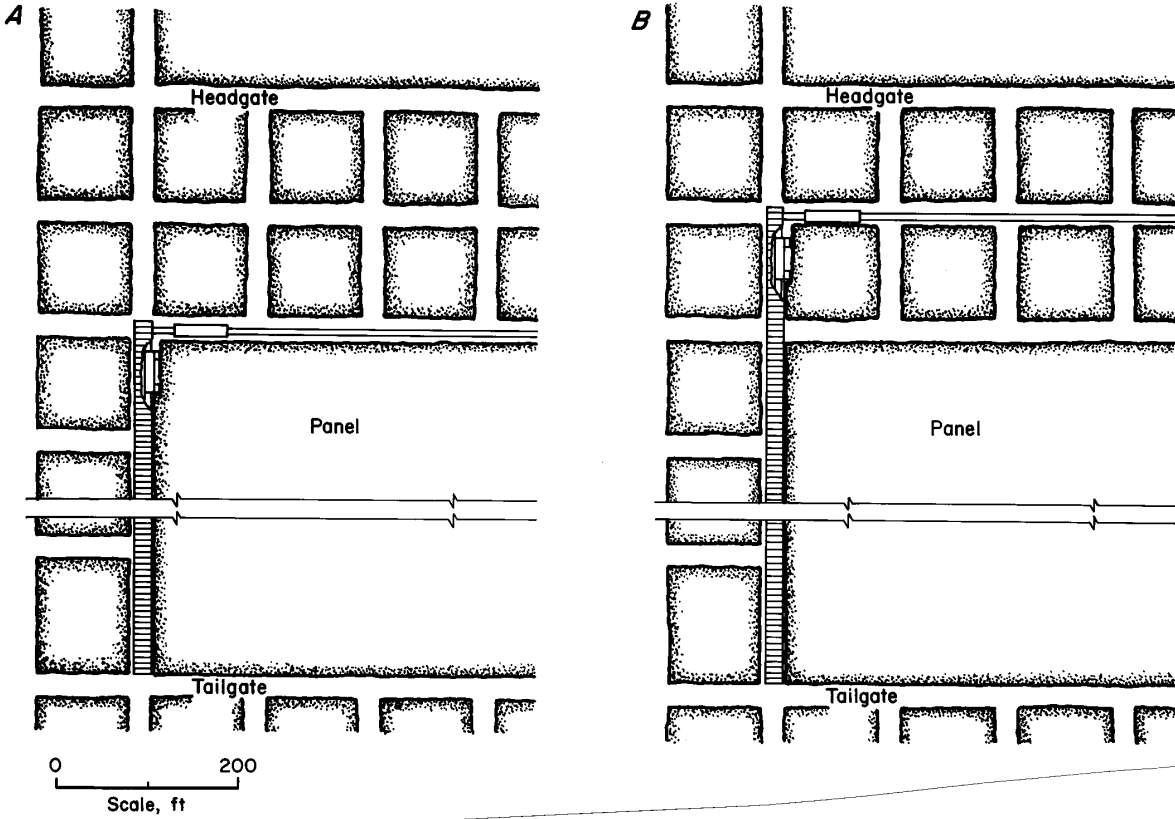 A
B
Headgate
Headgate
Panel
Panel
Tailgate
Tailgate
0 200
Scale, ft